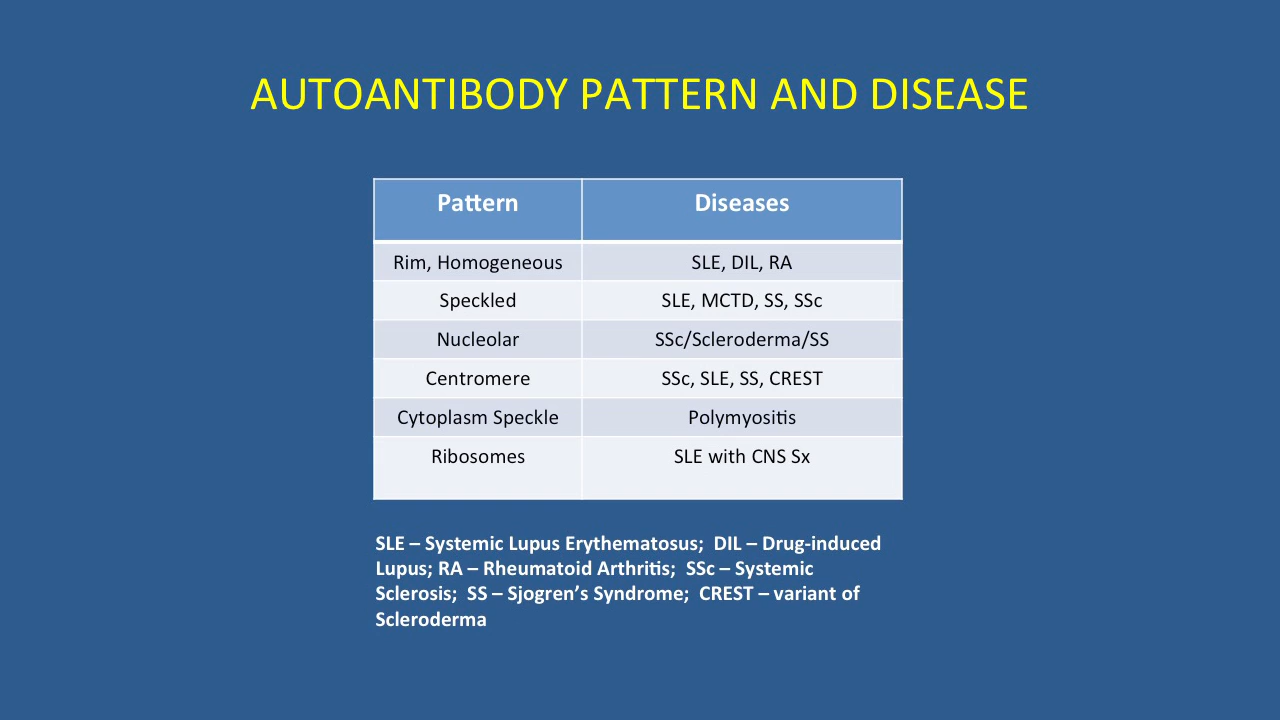 AUTOANTIBODY PATTERN AND DISEASE
Pattern Diseases
Rim, Homogeneous SLE, DIL, RA
Speckled SLE, MCTD, SS, SSc
Nucleolar SSc/Scleroderma/SS
Centromere SSc, SLE, SS, CREST
Cytoplasm Speckle Polymyositis
Ribosomes SLE with CNS Sx
SLE – Systemic Lupus Erythematosus; DIL – Drug-induced
Lupus; RA – Rheumatoid Arthritis; SSc – Systemic
Sclerosis; SS – Sjogren’s Syndrome; CREST – variant of
Scleroderma